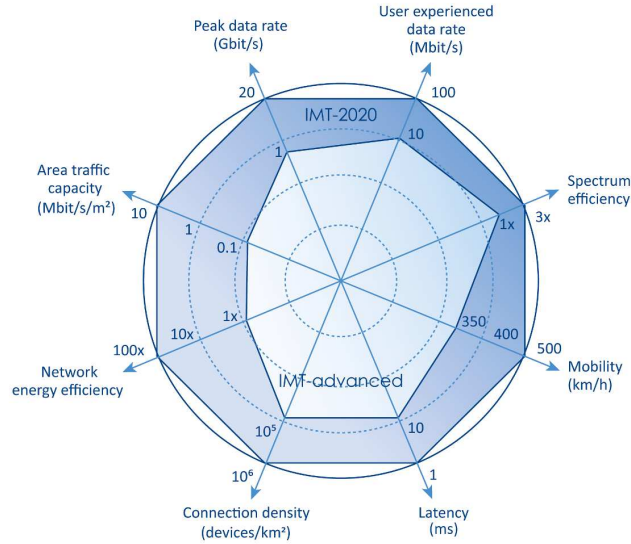 Peak data rate
(Gbit/s)
User experienced
data rate
(Mbit/s)
20
100
IMT-2020
1
10
Area traffic
capacity
(Mbit/s/m²)
Spectrum
efficiency
10
1
0.1
1x
3x
1x
10x
100x
350
400
500
Network
energy efficiency
Mobility
(km/h)
IMT-advanced
10⁵
10
10⁶
1
Connection density
(devices/km²)
Latency
(ms)